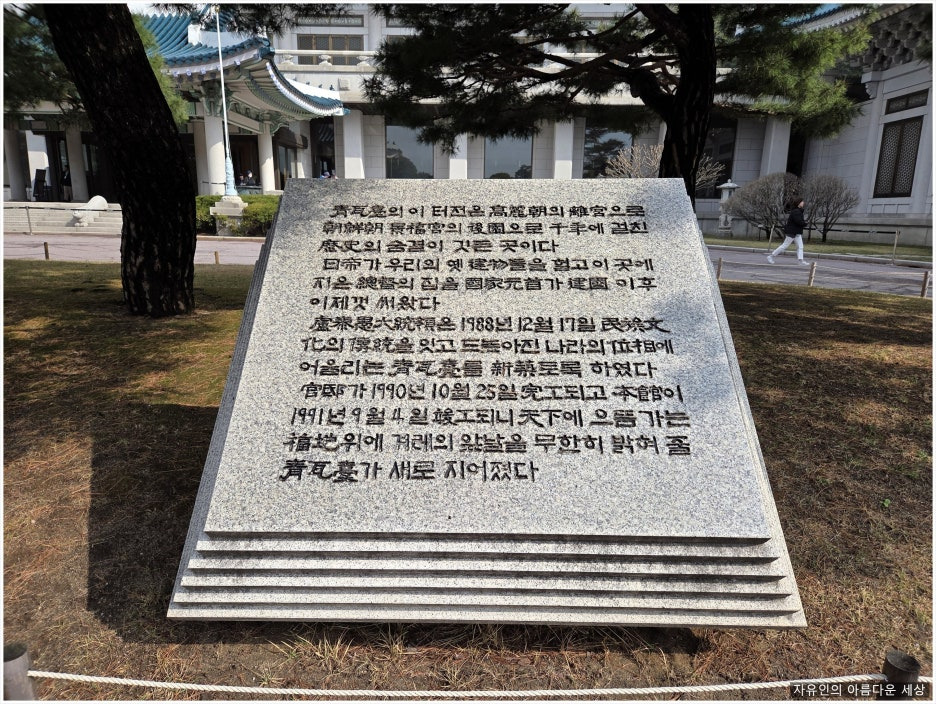 靑瓦臺의 이 터전은 高麗朝의 離宮으로
朝鮮朝 景福宮의 後園으로 千年에 걸친
歷史의 숨결이 깃든 곳이다
日帝가 우리의 옛 建物들을 헐고 이 곳에
지은 總督의 집을 國家元首가 建國 이후
이제껏 써왔다
盧泰愚大統領은 1988년 12월 17일 民族文
化의 傳統을 잇고 드높아진 나라의 位相에
어울리는 靑瓦臺를 新築토록 하였다
官邸가 1990년 10월 25일 完工되고 本館이
1991년 9월 4일 竣工되니 天下에 으뜸가는
福地 위에 겨레의 앞날을 무한히 밝혀 줄
靑瓦臺가 새로 지어졌다
자유인의 아름다운 세상